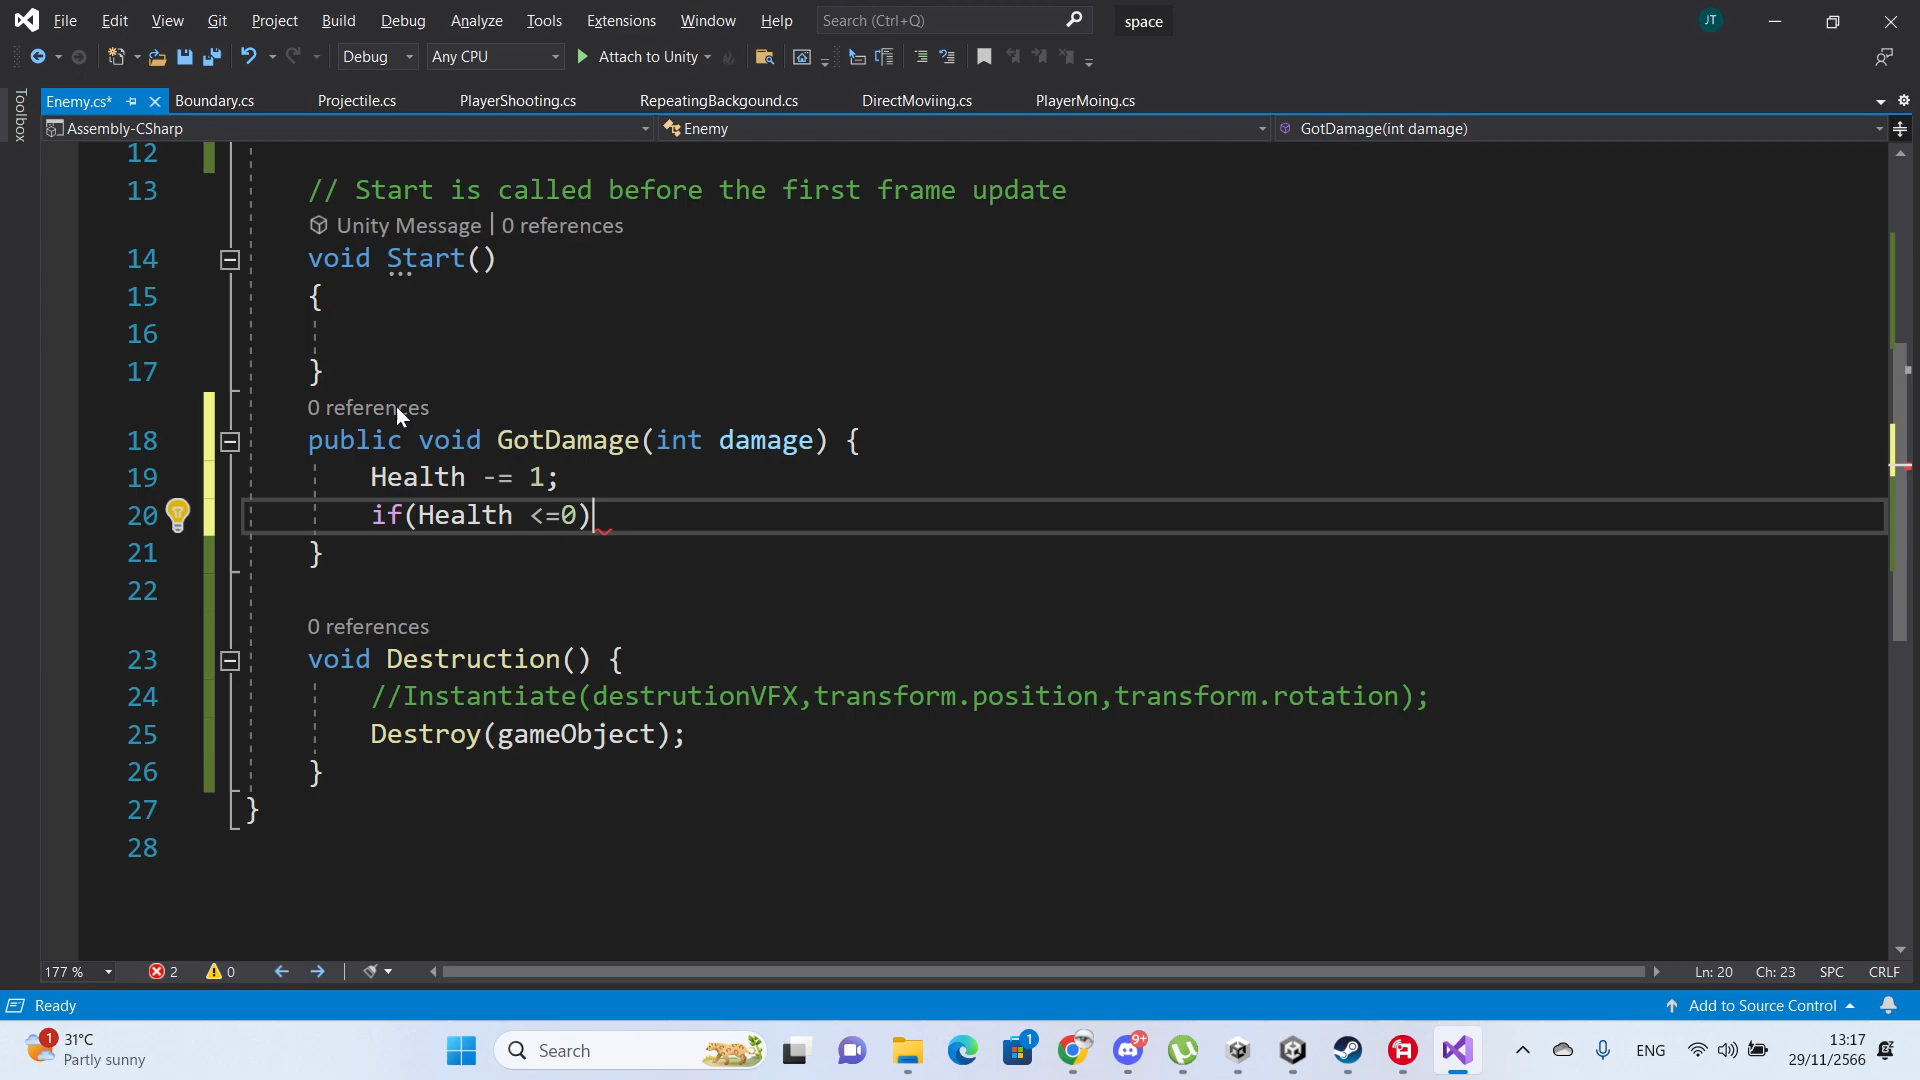 File Edit View Git Project Build Debug Analyze Tools Extensions Window Help Search (Ctrl+Q) space JT
Debug Any CPU Attach to Unity
Toolbox
Enemy.cs* Boundary.cs Projectile.cs PlayerShooting.cs RepeatingBackgound.cs DirectMoviing.cs PlayerMoing.cs
Assembly-CSharp Enemy GotDamage(int damage)
12
13 // Start is called before the first frame update
Unity Message | 0 references
14 void Start()
15 {
16
17 }
0 references
18 public void GotDamage(int damage) {
19 Health -= 1;
20 if(Health <=0)
21 }
22
0 references
23 void Destruction() {
24 //Instantiate(destrutionVFX,transform.position,transform.rotation);
25 Destroy(gameObject);
26 }
27 }
28
177 % 2 0 Ln: 20 Ch: 23 SPC CRLF
Ready Add to Source Control
1 31°C
Partly sunny
Search 1 9+ ENG 13:17
29/11/2566